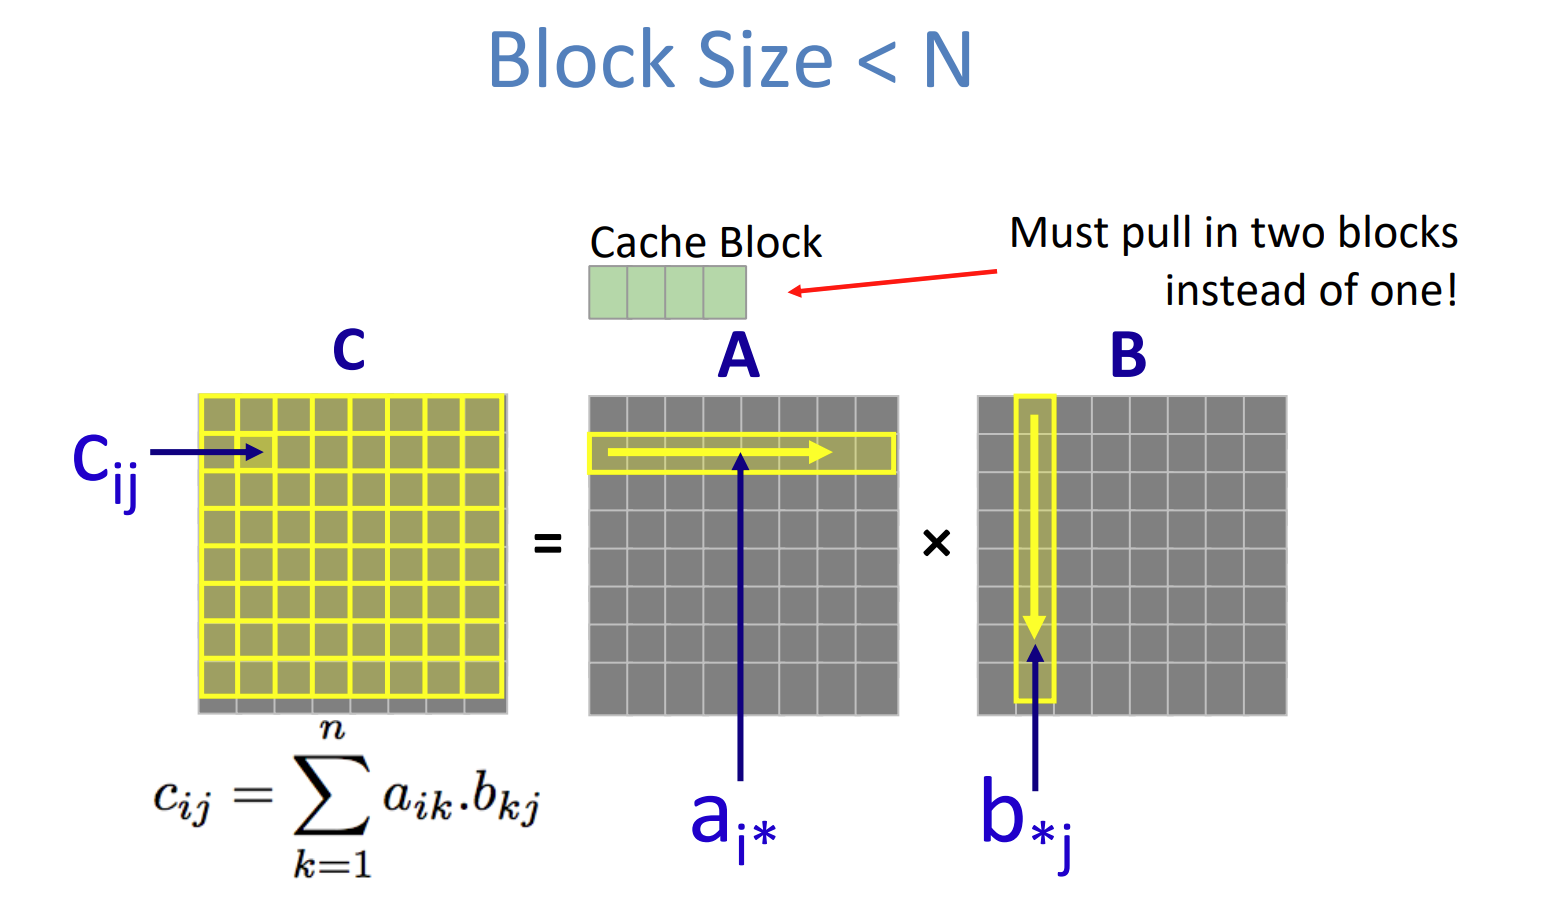 Block Size < N
Cache Block
Must pull in two blocks
instead of one!
C
A
B
c_{ij}
=
×
c_{ij} = \sum_{k=1}^{n} a_{ik}.b_{kj}
a_{i*}
b_{*j}